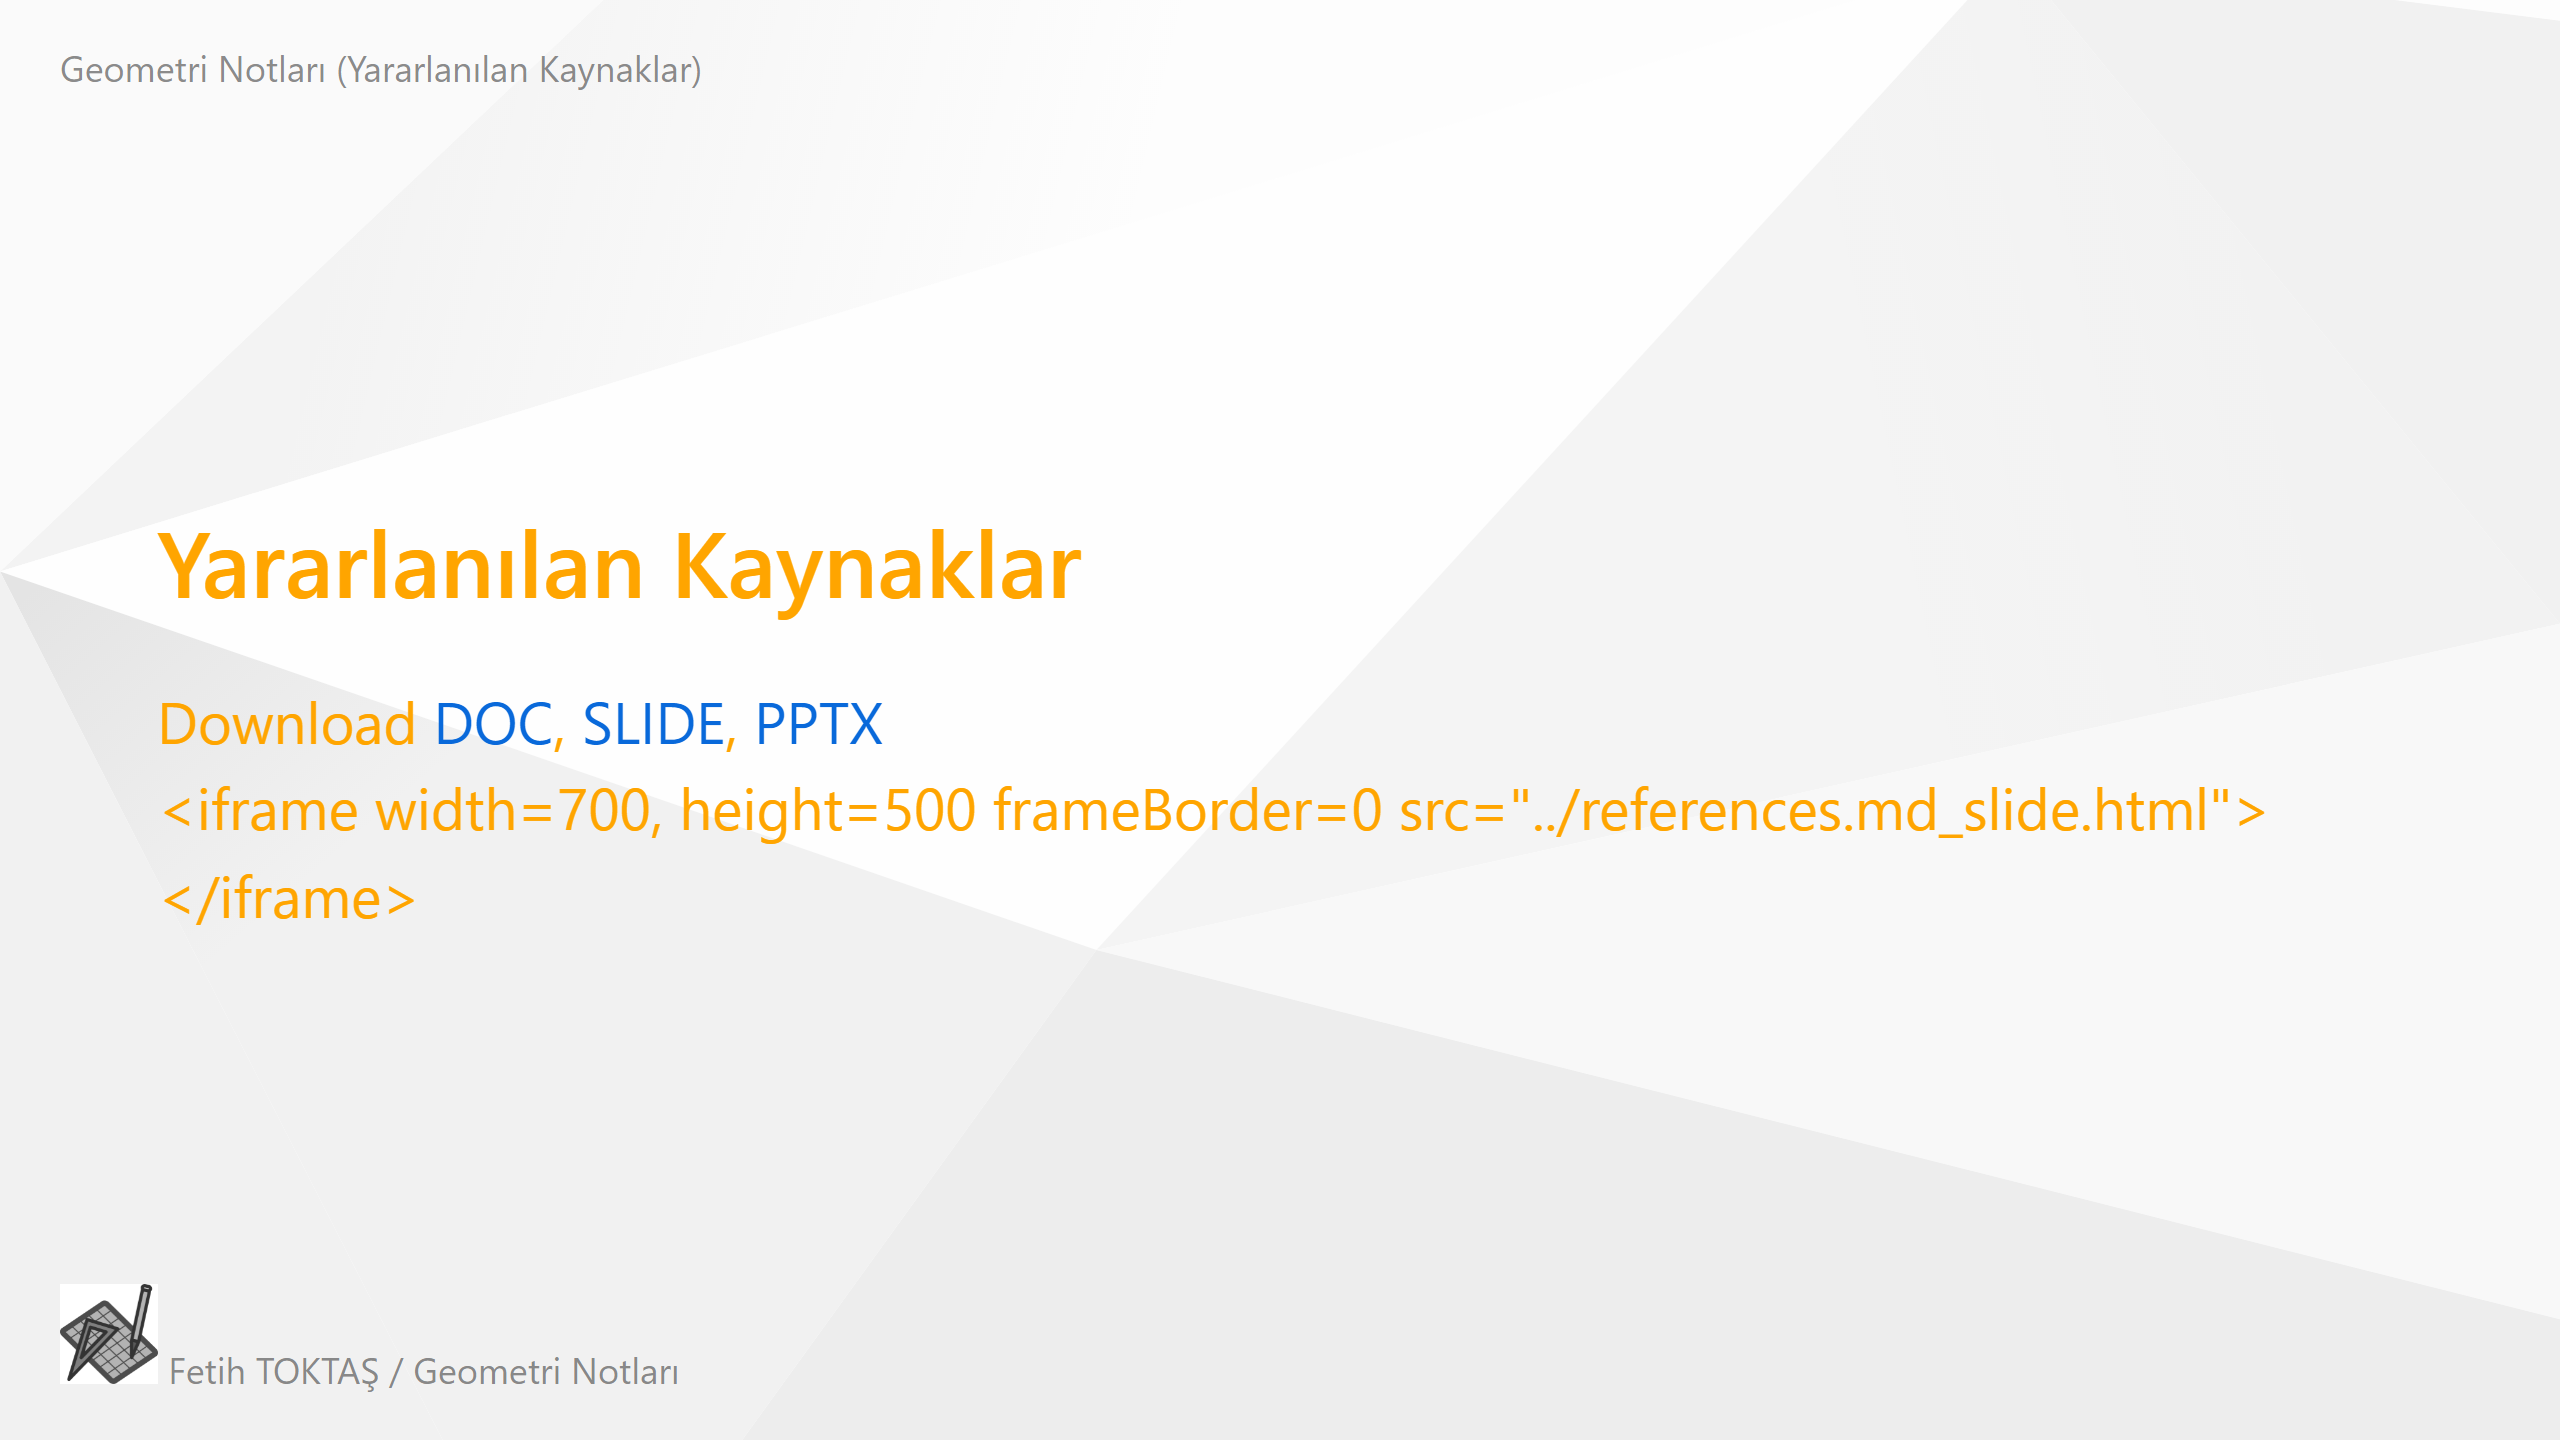 Geometri Notları (Yararlanılan Kaynaklar)
Yararlanılan Kaynaklar
Download DOC, SLIDE, PPTX
<iframe width=700, height=500 frameBorder=0 src="../references.md_slide.html">
</iframe>
Fetih TOKTAŞ / Geometri Notları